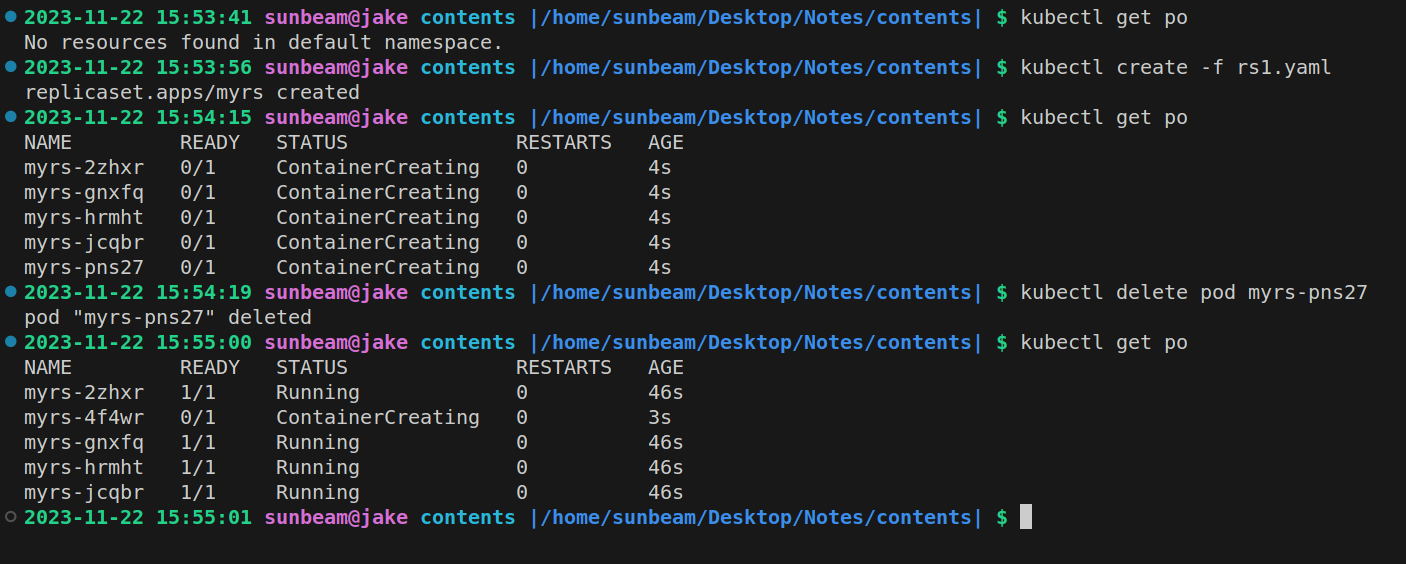 2023-11-22 15:53:41 sunbeam@jake contents |/home/sunbeam/Desktop/Notes/contents| $ kubectl get po
No resources found in default namespace.
2023-11-22 15:53:56 sunbeam@jake contents |/home/sunbeam/Desktop/Notes/contents| $ kubectl create -f rs1.yaml
replicaset.apps/myrs created
2023-11-22 15:54:15 sunbeam@jake contents |/home/sunbeam/Desktop/Notes/contents| $ kubectl get po
NAME         READY   STATUS              RESTARTS   AGE
myrs-2zhxr   0/1     ContainerCreating   0          4s
myrs-gnxfq   0/1     ContainerCreating   0          4s
myrs-hrmht   0/1     ContainerCreating   0          4s
myrs-jcqbr   0/1     ContainerCreating   0          4s
myrs-pns27   0/1     ContainerCreating   0          4s
2023-11-22 15:54:19 sunbeam@jake contents |/home/sunbeam/Desktop/Notes/contents| $ kubectl delete pod myrs-pns27
pod "myrs-pns27" deleted
2023-11-22 15:55:00 sunbeam@jake contents |/home/sunbeam/Desktop/Notes/contents| $ kubectl get po
NAME         READY   STATUS              RESTARTS   AGE
myrs-2zhxr   1/1     Running             0          46s
myrs-4f4wr   0/1     ContainerCreating   0          3s
myrs-gnxfq   1/1     Running             0          46s
myrs-hrmht   1/1     Running             0          46s
myrs-jcqbr   1/1     Running             0          46s
2023-11-22 15:55:01 sunbeam@jake contents |/home/sunbeam/Desktop/Notes/contents| $